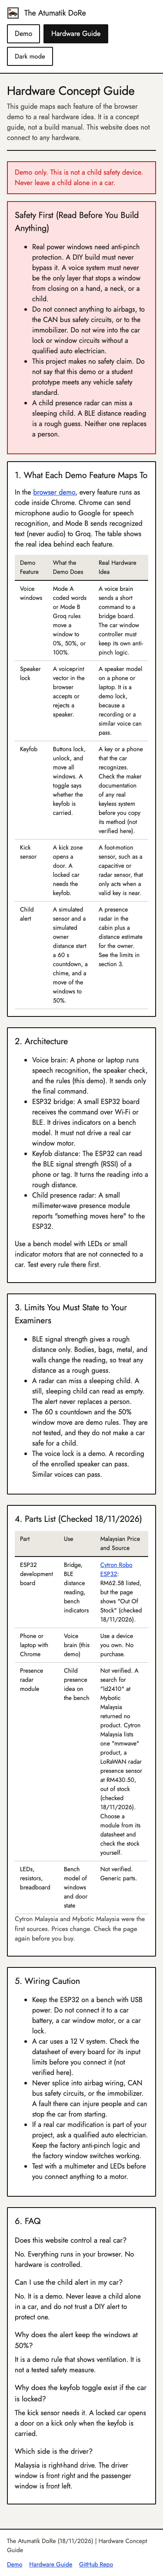 The Atumatik DoRe
Demo
Hardware Guide
Dark mode
Hardware Concept Guide
This guide maps each feature of the browser
demo to a real hardware idea. It is a concept
guide, not a build manual. This website does not
connect to any hardware.
Demo only. This is not a child safety device.
Never leave a child alone in a car.
Safety First (Read Before You Build
Anything)
Real power windows need anti-pinch
protection. A DIY build must never
bypass it. A voice system must never
be the only layer that stops a window
from closing on a hand, a neck, or a
child.
Do not connect anything to airbags, to
the CAN bus safety circuits, or to the
immobilizer. Do not wire into the car
lock or window circuits without a
qualified auto electrician.
This project makes no safety claim. Do
not say that this demo or a student
prototype meets any vehicle safety
standard.
A child presence radar can miss a
sleeping child. A BLE distance reading
is a rough guess. Neither one replaces
a person.
1. What Each Demo Feature Maps To
In the browser demo, every feature runs as
code inside Chrome. Chrome can send
microphone audio to Google for speech
recognition, and Mode B sends recognized
text (never audio) to Groq. The table shows
the real idea behind each feature.
Demo
Feature
What the
Demo Does
Real Hardware
Idea
Voice
windows
Mode A
coded words
or Mode B
Groq rules
move a
window to
0%, 50%, or
100%.
A voice brain
sends a short
command to a
bridge board.
The car window
controller must
keep its own anti-
pinch logic.
Speaker
lock
A voiceprint
vector in the
browser
accepts or
rejects a
speaker.
A speaker model
on a phone or
laptop. It is a
demo lock,
because a
recording or a
similar voice can
pass.
Keyfob
Buttons lock,
unlock, and
move all
windows. A
toggle says
whether the
keyfob is
carried.
A key or a phone
that the car
recognizes.
Check the maker
documentation
of any real
keyless system
before you copy
its method (not
verified here).
Kick
sensor
A kick zone
opens a
door. A
locked car
needs the
keyfob.
A foot-motion
sensor, such as a
capacitive or
radar sensor, that
only acts when a
valid key is near.
Child
alert
A simulated
sensor and a
simulated
owner
distance start
a 60 s
countdown, a
chime, and a
move of the
windows to
50%.
A presence
radar in the
cabin plus a
distance estimate
for the owner.
See the limits in
section 3.
2. Architecture
Voice brain: A phone or laptop runs
speech recognition, the speaker check,
and the rules (this demo). It sends only
the final command.
ESP32 bridge: A small ESP32 board
receives the command over Wi-Fi or
BLE. It drives indicators on a bench
model. It must not drive a real car
window motor.
Keyfob distance: The ESP32 can read
the BLE signal strength (RSSI) of a
phone or tag. It turns the reading into a
rough distance.
Child presence radar: A small
millimeter-wave presence module
reports "something moves here" to the
ESP32.
Use a bench model with LEDs or small
indicator motors that are not connected to a
car. Test every rule there first.
3. Limits You Must State to Your
Examiners
BLE signal strength gives a rough
distance only. Bodies, bags, metal, and
walls change the reading, so treat any
distance as a rough guess.
A radar can miss a sleeping child. A
still, sleeping child can read as empty.
The alert never replaces a person.
The 60 s countdown and the 50%
window move are demo rules. They are
not tested, and they do not make a car
safe for a child.
The voice lock is a demo. A recording
of the enrolled speaker can pass.
Similar voices can pass.
4. Parts List (Checked 18/11/2026)
Part
Use
Malaysian Price
and Source
ESP32
development
board
Bridge,
BLE
distance
reading,
bench
indicators
Cytron Robo
ESP32:
RM62.58 listed,
but the page
shows "Out Of
Stock" (checked
18/11/2026).
Phone or
laptop with
Chrome
Voice
brain (this
demo)
Use a device
you own. No
purchase.
Presence
radar
module
Child
presence
idea on
the bench
Not verified. A
search for
"ld2410" at
Mybotic
Malaysia
returned no
product. Cytron
Malaysia lists
one "mmwave"
product, a
LoRaWAN radar
presence sensor
at RM430.50,
out of stock
(checked
18/11/2026).
Choose a
module from its
datasheet and
check the stock
yourself.
LEDs,
resistors,
breadboard
Bench
model of
windows
and door
state
Not verified.
Generic parts.
Cytron Malaysia and Mybotic Malaysia were the
first sources. Prices change. Check the page
again before you buy.
5. Wiring Caution
Keep the ESP32 on a bench with USB
power. Do not connect it to a car
battery, a car window motor, or a car
lock.
A car uses a 12 V system. Check the
datasheet of every board for its input
limits before you connect it (not
verified here).
Never splice into airbag wiring, CAN
bus safety circuits, or the immobilizer.
A fault there can injure people and can
stop the car from starting.
If a real car modification is part of your
project, ask a qualified auto electrician.
Keep the factory anti-pinch logic and
the factory window switches working.
Test with a multimeter and LEDs before
you connect anything to a motor.
6. FAQ
Does this website control a real car?
No. Everything runs in your browser. No
hardware is controlled.
Can I use the child alert in my car?
No. It is a demo. Never leave a child alone
in a car, and do not trust a DIY alert to
protect one.
Why does the alert keep the windows at
50%?
It is a demo rule that shows ventilation. It is
not a tested safety measure.
Why does the keyfob toggle exist if the car
is locked?
The kick sensor needs it. A locked car opens
a door on a kick only when the keyfob is
carried.
Which side is the driver?
Malaysia is right-hand drive. The driver
window is front right and the passenger
window is front left.
The Atumatik DoRe (18/11/2026) | Hardware Concept
Guide
Demo
Hardware Guide
GitHub Repo